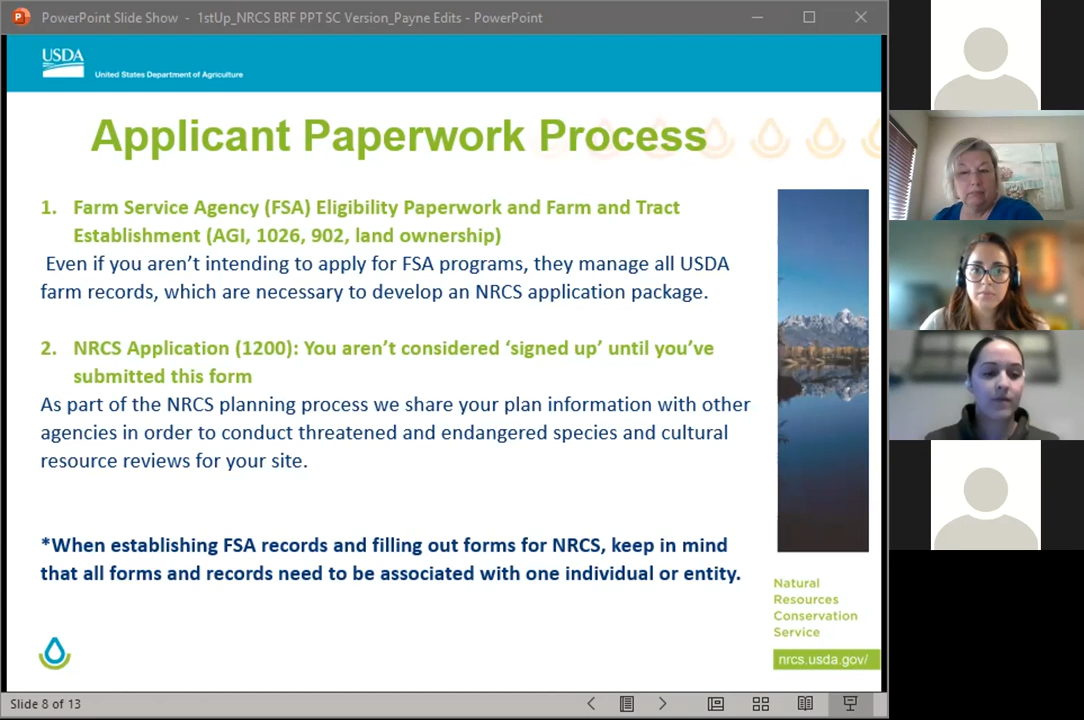 PowerPoint Slide Show - 1stUp_NRCS BRF PPT SC Version_Payne Edits - PowerPoint
USDA
United States Department of Agriculture
Applicant Paperwork Process
1. Farm Service Agency (FSA) Eligibility Paperwork and Farm and Tract
Establishment (AGI, 1026, 902, land ownership)
Even if you aren’t intending to apply for FSA programs, they manage all USDA
farm records, which are necessary to develop an NRCS application package.
2. NRCS Application (1200): You aren’t considered ‘signed up’ until you’ve
submitted this form
As part of the NRCS planning process we share your plan information with other
agencies in order to conduct threatened and endangered species and cultural
resource reviews for your site.
*When establishing FSA records and filling out forms for NRCS, keep in mind
that all forms and records need to be associated with one individual or entity.
Natural
Resources
Conservation
Service
nrcs.usda.gov/
Slide 8 of 13